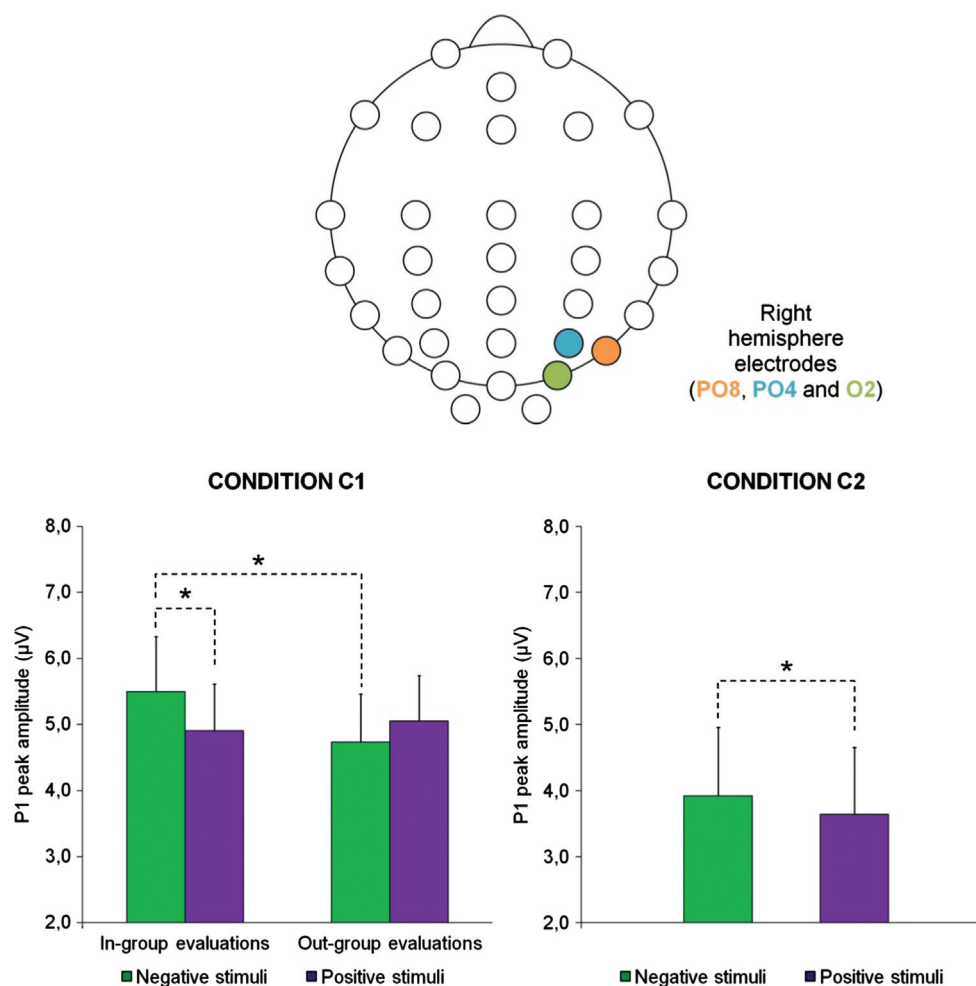 Right
hemisphere
electrodes
(PO8, PO4 and O2)
CONDITION C1
P1 peak amplitude (µV)
8,0
7,0
6,0
5,0
4,0
3,0
2,0
*
*
In-group evaluations
Out-group evaluations
Negative stimuli
Positive stimuli
CONDITION C2
P1 peak amplitude (µV)
8,0
7,0
6,0
5,0
4,0
3,0
2,0
*
Negative stimuli
Positive stimuli